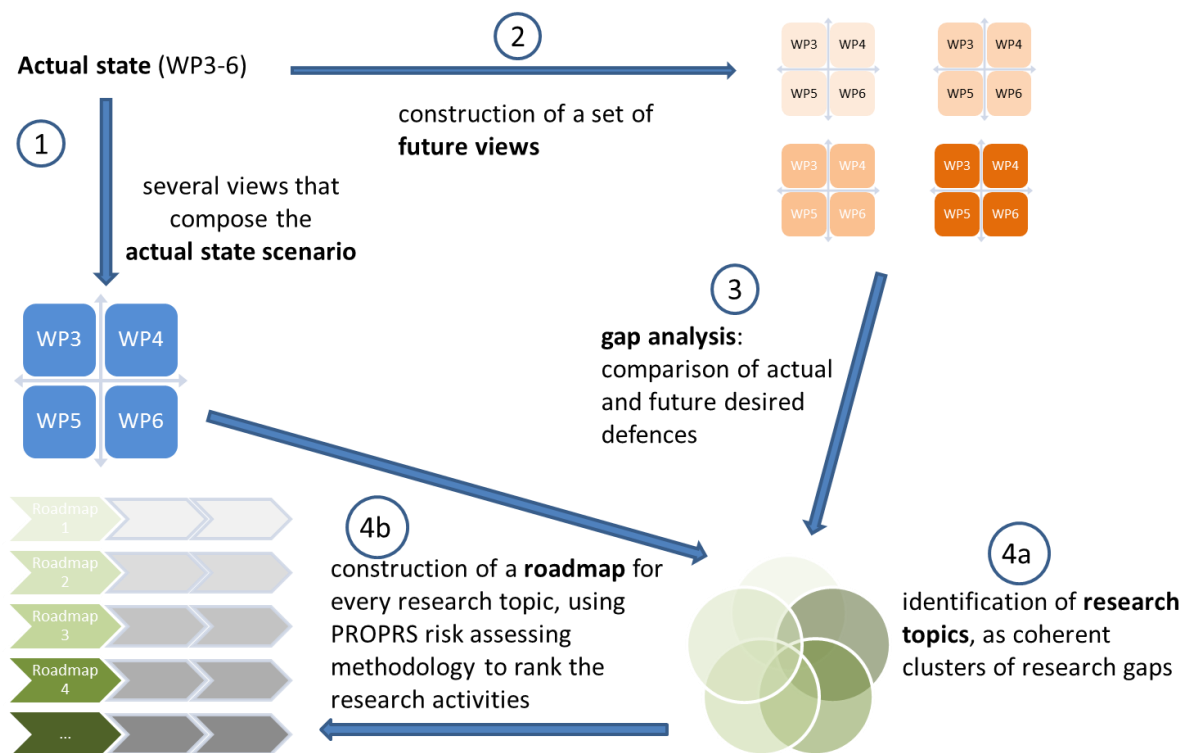 2
Actual state (WP3-6)
construction of a set of
future views
WP3 WP4
WP5 WP6
WP3 WP4
WP5 WP6
WP3 WP4
WP5 WP6
WP3 WP4
WP5 WP6
1
several views that
compose the
actual state scenario
WP3 WP4
WP5 WP6
3
gap analysis:
comparison of actual
and future desired
defences
4a
identification of research
topics, as coherent
clusters of research gaps
4b
construction of a roadmap for
every research topic, using
PROPRS risk assessing
methodology to rank the
research activities
Roadmap
1
Roadmap
2
Roadmap
3
Roadmap
4
...